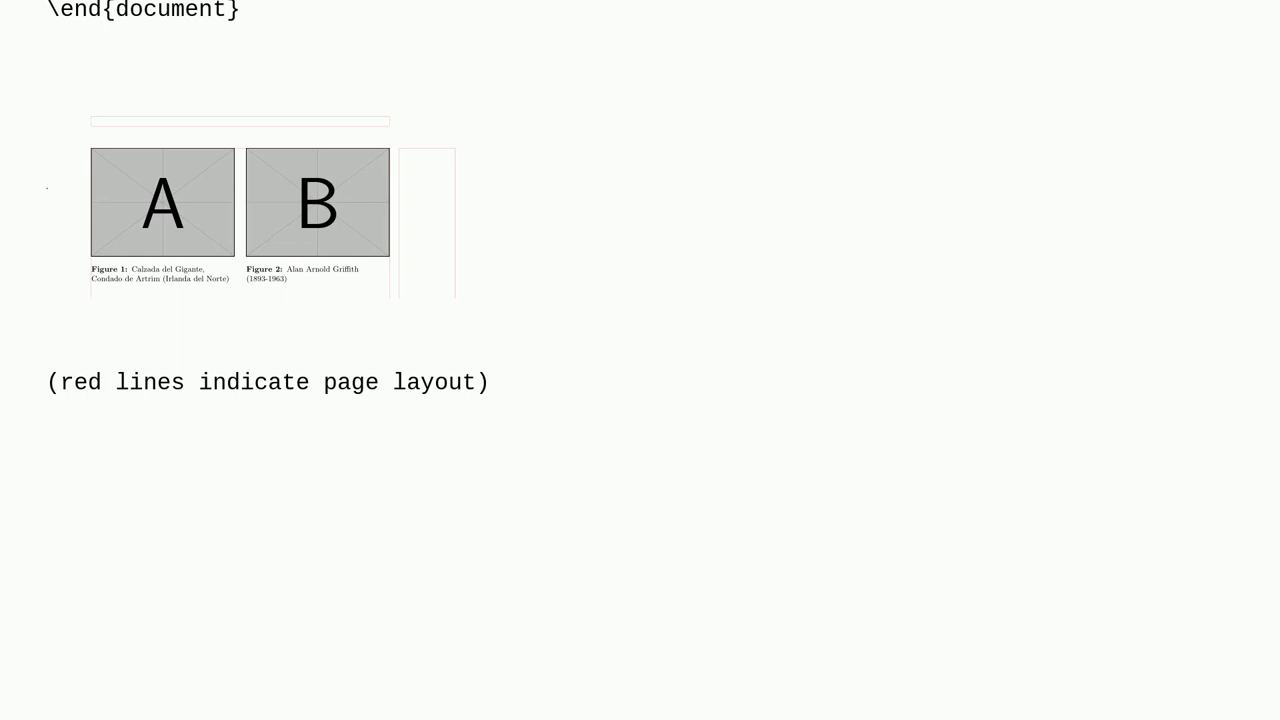 \end{document}
A
B
Figure 1: Calzada del Gigante,
Condado de Artrim (Irlanda del Norte)
Figure 2: Alan Arnold Griffith
(1893-1963)
.
(red lines indicate page layout)